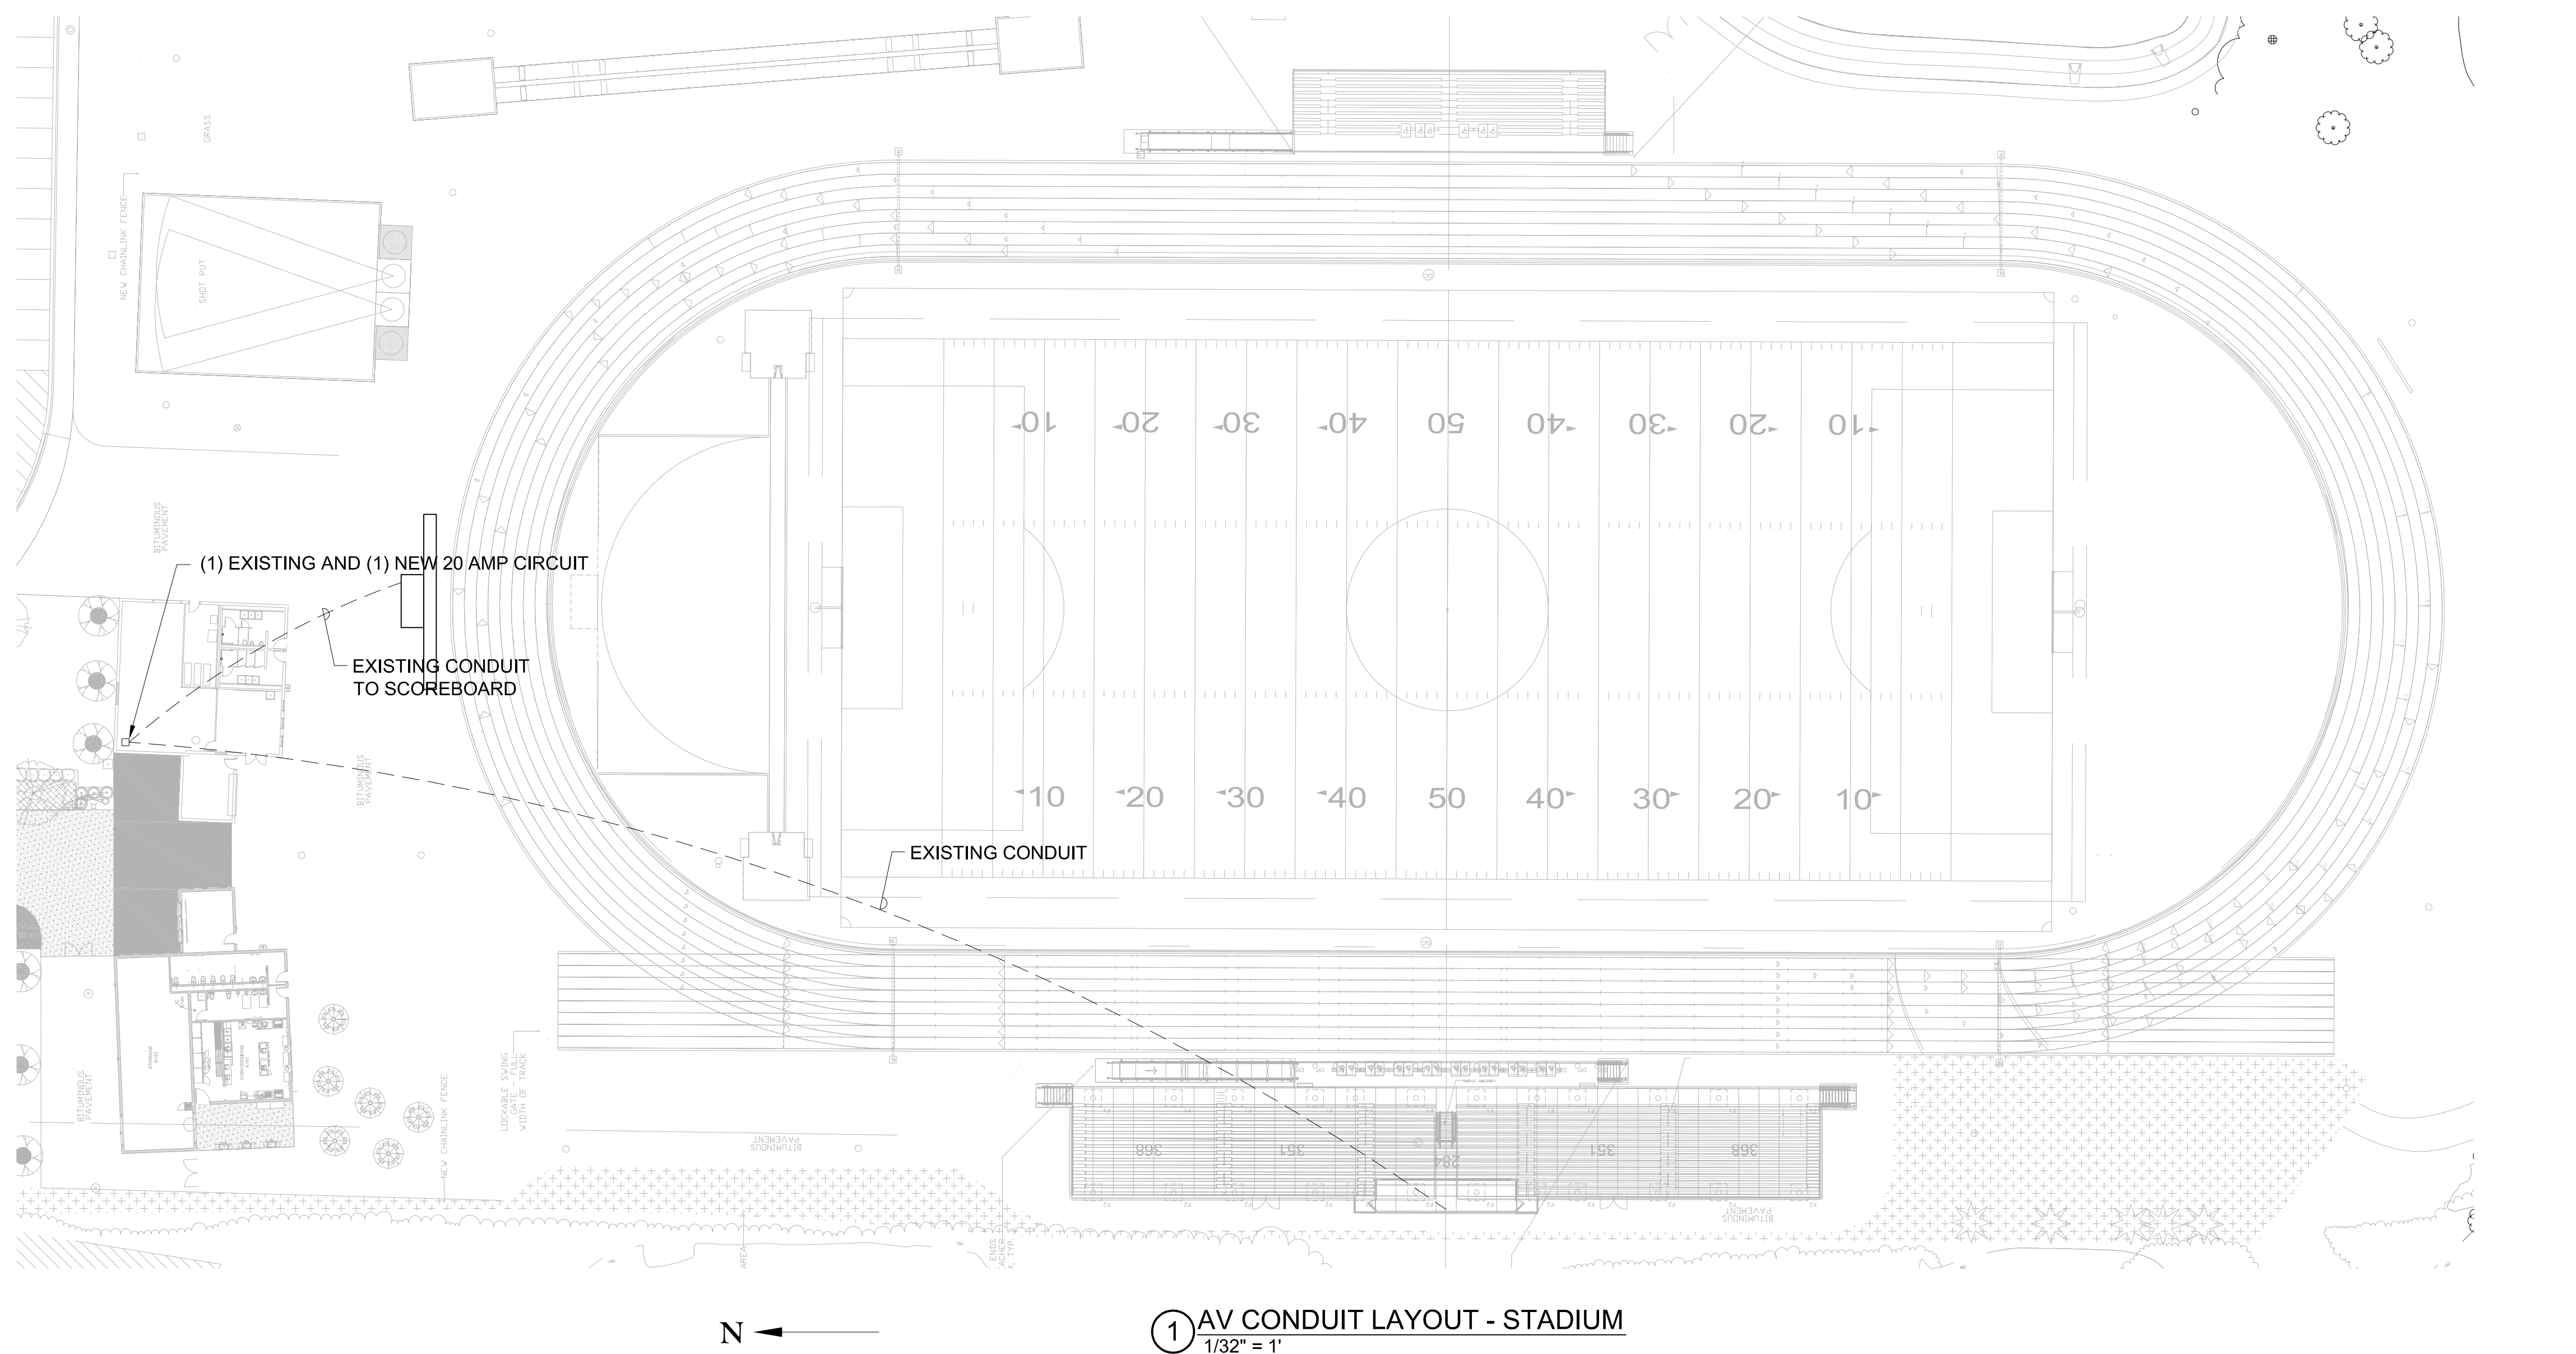 GRASS
NEW CHAINLINK FENCE
SHOT PUT
BITUMINOUS
PAVEMENT
(1) EXISTING AND (1) NEW 20 AMP CIRCUIT
EXISTING CONDUIT
TO SCOREBOARD
10 20 30 40 50 40 30 20 10
10 20 30 40 50 40 30 20 10
EXISTING CONDUIT
BITUMINOUS
PAVEMENT
STORAGE
CONCESSIONS
BITUMINOUS
PAVEMENT
LOCKABLE SWING
GATE - FULL
WIDTH OF TRACK
NEW CHAINLINK FENCE
BITUMINOUS
PAVEMENT
368 351 284 351 368
BITUMINOUS
PAVEMENT
AREA
ENDS
N
1 AV CONDUIT LAYOUT - STADIUM
1/32" = 1'